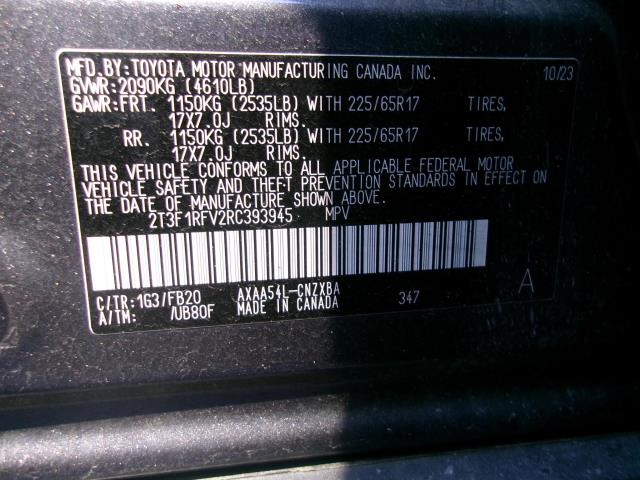 MFD. BY: TOYOTA MOTOR MANUFACTURING CANADA INC. 10/23
GVWR: 2090KG (4610LB)
GAWR: FRT. 1150KG (2535LB) WITH 225/65R17 TIRES,
17X7.0J RIMS.
RR. 1150KG (2535LB) WITH 225/65R17 TIRES,
17X7.0J RIMS.
THIS VEHICLE CONFORMS TO ALL APPLICABLE FEDERAL MOTOR
VEHICLE SAFETY AND THEFT PREVENTION STANDARDS IN EFFECT ON
THE DATE OF MANUFACTURE SHOWN ABOVE.
2T3F1RFV2RC393945 MPV
C/TR: 1G3/FB20 AXAA54L-CNZXBA 347 A
A/TM: /UB80F MADE IN CANADA